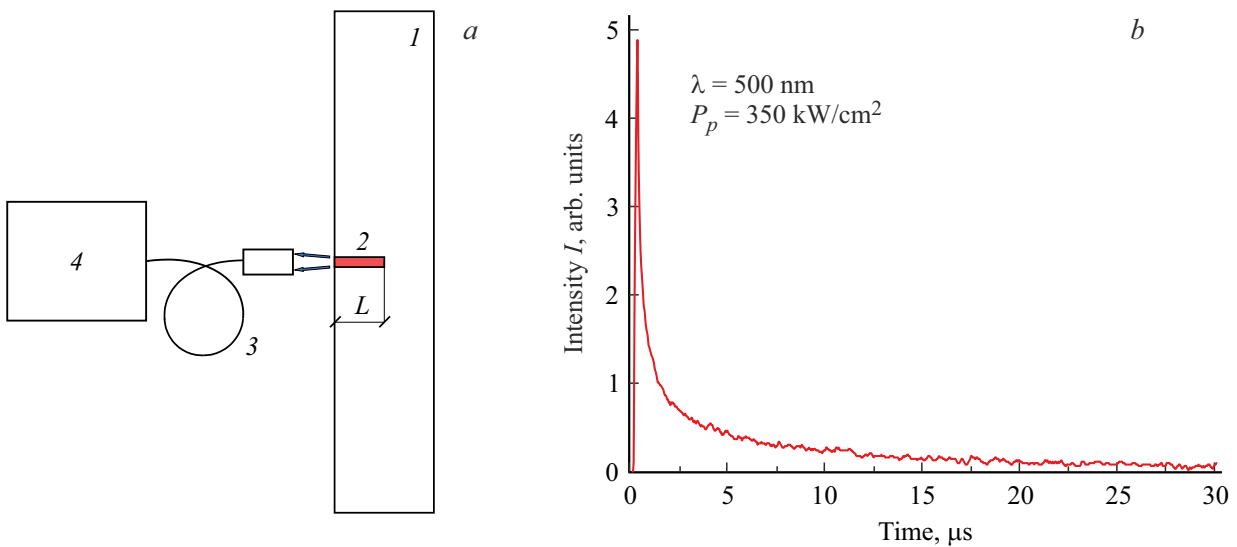 1
a
2
4
L
3
b
λ = 500 nm
P_p = 350 kW/cm²
Intensity I, arb. units
5
4
3
2
1
0
0 5 10 15 20 25 30
Time, μs